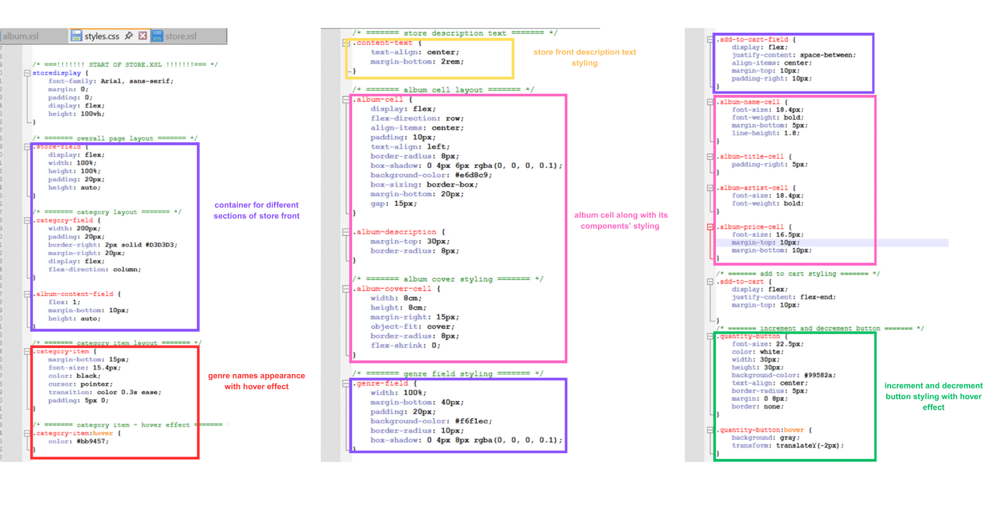 album.xsl
styles.css
store.xsl
/* ===!!!!!!! START OF STORE.XSL !!!!!!!=== */
storedisplay {
font-family: Arial, sans-serif;
margin: 0;
padding: 0;
display: flex;
height: 100vh;
}
/* ======= overall page layout ======= */
.store-field {
display: flex;
width: 100%;
height: 100%;
padding: 20px;
height: auto;
}
/* ======= category layout ======= */
.category-field {
width: 200px;
padding: 20px;
border-right: 2px solid #D3D3D3;
margin-right: 20px;
display: flex;
flex-direction: column;
}
.album-content-field {
flex: 1;
margin-bottom: 10px;
height: auto;
}
/* ======= category item layout ======= */
.category-item {
margin-bottom: 15px;
font-size: 15.4px;
color: black;
cursor: pointer;
transition: color 0.3s ease;
padding: 5px 0;
}
/* ======= category item - hover effect =======
.category-item:hover {
color: #bb9457;
}
container for different
sections of store front
genre names appearance
with hover effect
/* ======= store description text ======= */
.content-text {
text-align: center;
margin-bottom: 2rem;
}
/* ======= album cell layout ======= */
.album-cell {
display: flex;
flex-direction: row;
align-items: center;
padding: 10px;
text-align: left;
border-radius: 8px;
box-shadow: 0 4px 6px rgba(0, 0, 0, 0.1);
background-color: #e6d8c9;
box-sizing: border-box;
margin-bottom: 20px;
gap: 15px;
}
.album-description {
margin-top: 30px;
border-radius: 8px;
}
/* ======= album cover styling ======= */
.album-cover-cell {
width: 8cm;
height: 8cm;
margin-right: 15px;
object-fit: cover;
border-radius: 8px;
flex-shrink: 0;
}
/* ======= genre field styling ======= */
.genre-field {
width: 100%;
margin-bottom: 40px;
padding: 20px;
background-color: #f6f1ec;
border-radius: 10px;
box-shadow: 0 4px 8px rgba(0, 0, 0, 0.1);
}
store front description text
styling
album cell along with its
components’ styling
.add-to-cart-field {
display: flex;
justify-content: space-between;
align-items: center;
margin-top: 10px;
padding-right: 10px;
}
.album-name-cell {
font-size: 18.4px;
font-weight: bold;
margin-bottom: 5px;
line-height: 1.8;
}
.album-title-cell {
padding-right: 5px;
}
.album-artist-cell {
font-size: 18.4px;
font-weight: bold;
}
.album-price-cell {
font-size: 16.5px;
margin-top: 10px;
margin-bottom: 10px;
}
/* ======= add to cart styling ======= */
.add-to-cart {
display: flex;
justify-content: flex-end;
margin-top: 10px;
}
/* ======= increment and decrement button ======= */
.quantity-button {
font-size: 22.5px;
color: white;
width: 30px;
height: 30px;
background-color: #99582a;
text-align: center;
border-radius: 5px;
margin: 0 8px;
border: none;
}
.quantity-button:hover {
background: gray;
transform: translateY(-2px);
}
increment and decrement
button styling with hover
effect